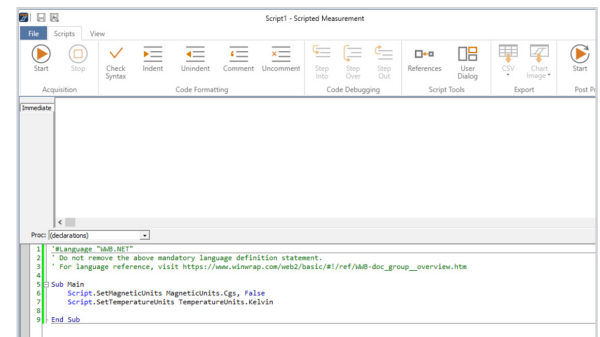 Script1 - Scripted Measurement
File Scripts View
Start Stop Check Syntax Indent Unindent Comment Uncomment Step Into Step Over Step Out References User Dialog CSV Chart Image Start
Acquisition Code Formatting Code Debugging Script Tools Export Post Pr
Immediate
Proc: (declarations)
1 '#Language "WWB.NET"
2 ' Do not remove the above mandatory language definition statement.
3 ' For language reference, visit https://www.winwrap.com/web2/basic/#!/ref/WWB-doc_group__overview.htm
4
5 Sub Main
6 Script.SetMagneticUnits MagneticUnits.Cgs, False
7 Script.SetTemperatureUnits TemperatureUnits.Kelvin
8
9 End Sub